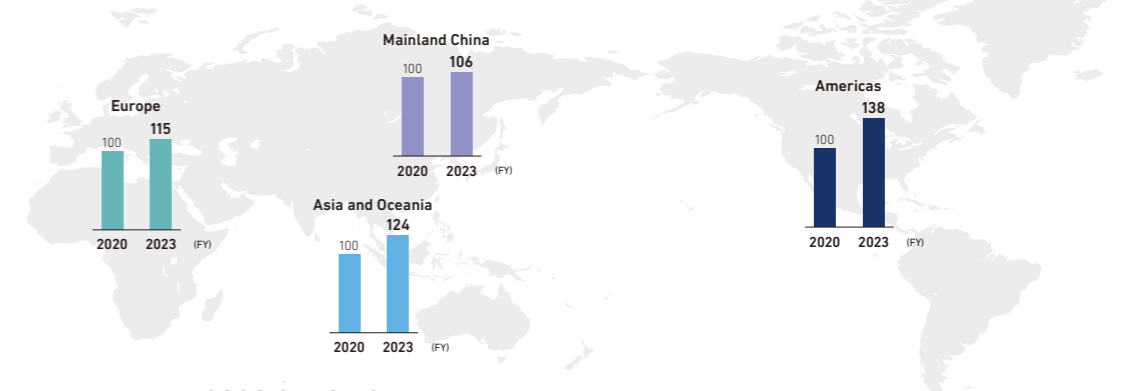 Mainland China
100
106
2020 2023 (FY)
Europe
100
115
2020 2023 (FY)
Americas
100
138
2020 2023 (FY)
Asia and Oceania
100
124
2020 2023 (FY)